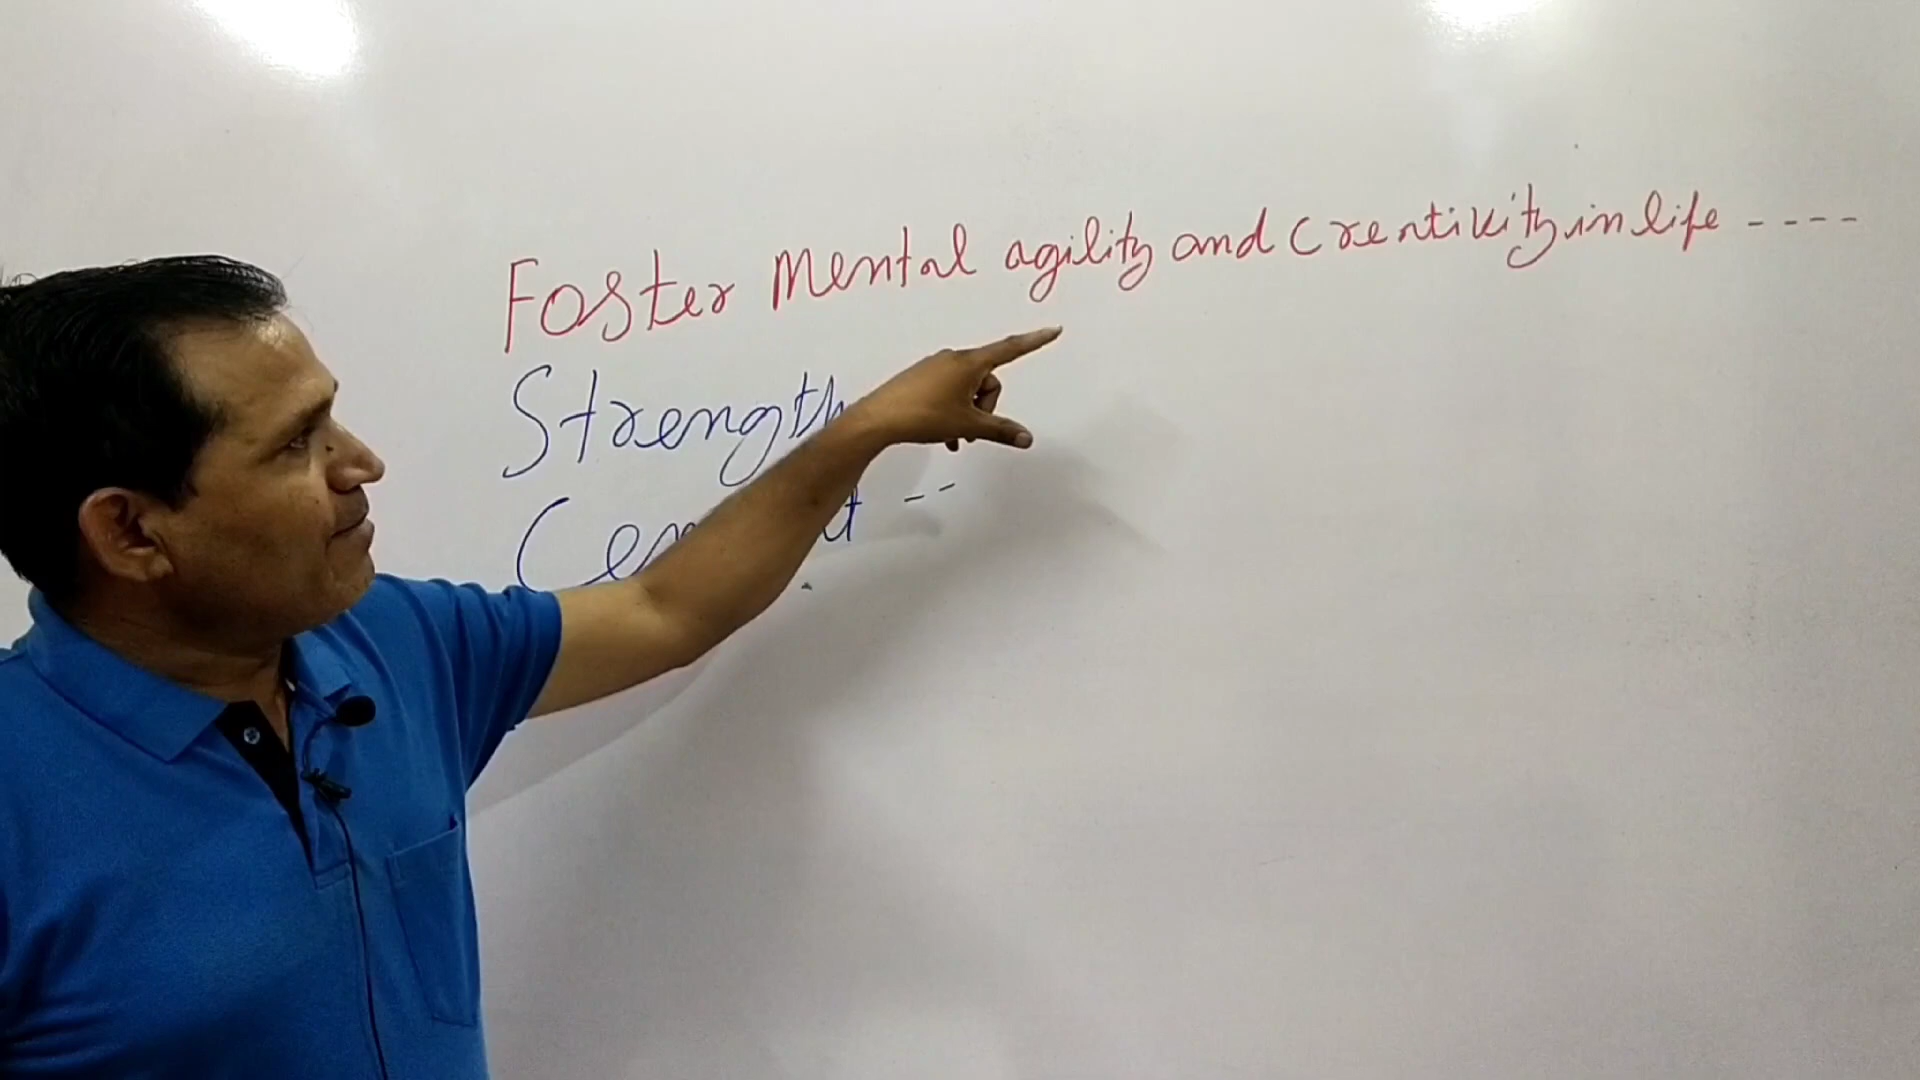 Foster Mental agility and creativity in life ----
Strength
--